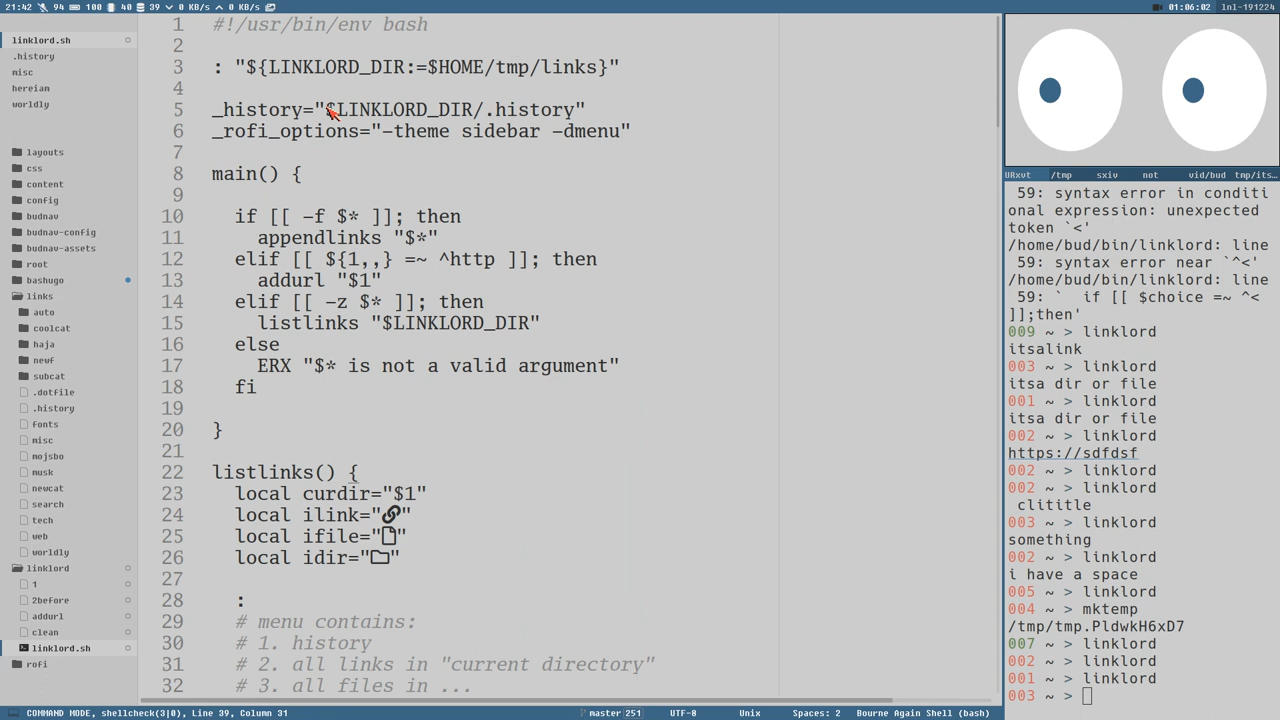 21:42 94 100 40 39 0 KB/s 0 KB/s
01:06:02 lnl-191224
linklord.sh
.history
misc
hereiam
worldly
layouts
css
content
config
budnav
budnav-config
budnav-assets
root
bashugo
links
auto
coolcat
haja
newf
subcat
.dotfile
.history
fonts
misc
mojsbo
musk
newcat
search
tech
web
worldly
linklord
1
2before
addurl
clean
linklord.sh
rofi
1 #!/usr/bin/env bash
2
3 : "${LINKLORD_DIR:=$HOME/tmp/links}"
4
5 _history="$LINKLORD_DIR/.history"
6 _rofi_options="-theme sidebar -dmenu"
7
8 main() {
9
10 if [[ -f $* ]]; then
11 appendlinks "$*"
12 elif [[ ${1,,} =~ ^http ]]; then
13 addurl "$1"
14 elif [[ -z $* ]]; then
15 listlinks "$LINKLORD_DIR"
16 else
17 ERX "$* is not a valid argument"
18 fi
19
20 }
21
22 listlinks() {
23 local curdir="$1"
24 local ilink="🔗"
25 local ifile="🗋"
26 local idir="🗀"
27
28 :
29 # menu contains:
30 # 1. history
31 # 2. all links in "current directory"
32 # 3. all files in ...
URxvt /tmp sxiv not vid/bud tmp/its…
59: syntax error in conditi
onal expression: unexpected
token `<'
/home/bud/bin/linklord: line
59: syntax error near `^<'
/home/bud/bin/linklord: line
59: `  if [[ $choice =~ ^<
]];then'
009 ~ > linklord
itsalink
003 ~ > linklord
itsa dir or file
001 ~ > linklord
itsa dir or file
002 ~ > linklord
https://sdfdsf
002 ~ > linklord
002 ~ > linklord
clititle
003 ~ > linklord
something
002 ~ > linklord
i have a space
005 ~ > linklord
004 ~ > mktemp
/tmp/tmp.PldwkH6xD7
007 ~ > linklord
002 ~ > linklord
001 ~ > linklord
003 ~ >
COMMAND MODE, shellcheck(3|0), Line 39, Column 31 master 251 UTF-8 Unix Spaces: 2 Bourne Again Shell (bash)